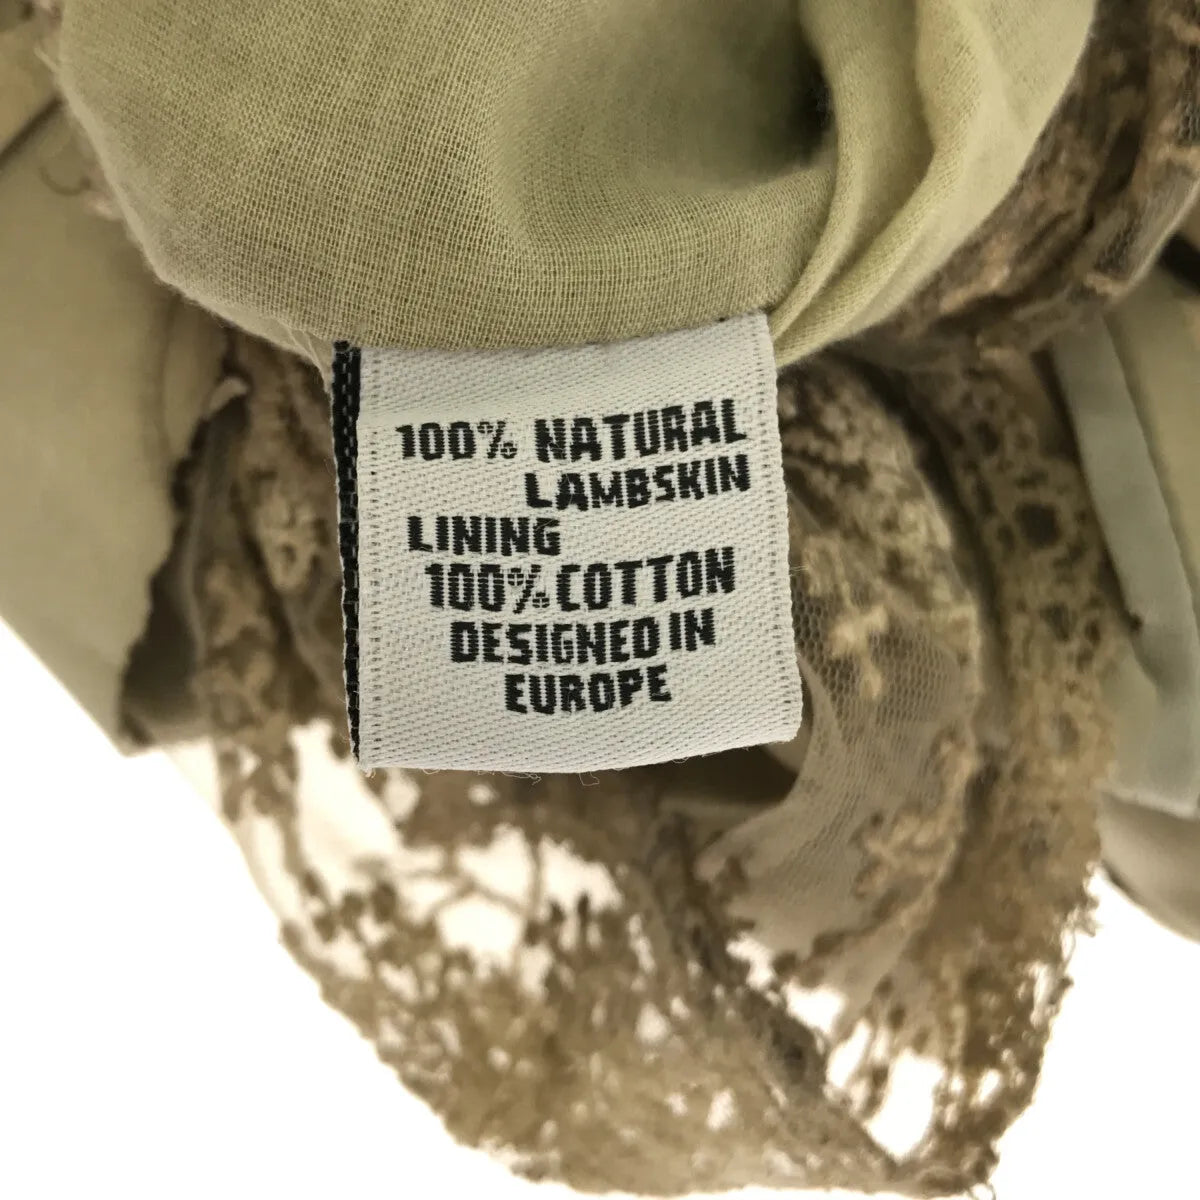 100% NATURAL
LAMBSKIN
LINING
100% COTTON
DESIGNED IN
EUROPE